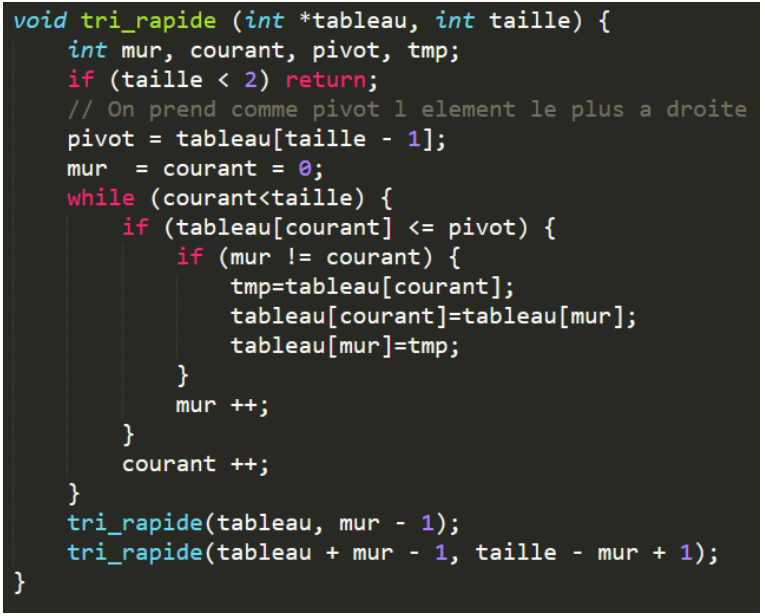 void tri_rapide (int *tableau, int taille) {
    int mur, courant, pivot, tmp;
    if (taille < 2) return;
    // On prend comme pivot l element le plus a droite
    pivot = tableau[taille - 1];
    mur  = courant = 0;
    while (courant<taille) {
        if (tableau[courant] <= pivot) {
            if (mur != courant) {
                tmp=tableau[courant];
                tableau[courant]=tableau[mur];
                tableau[mur]=tmp;
            }
            mur ++;
        }
        courant ++;
    }
    tri_rapide(tableau, mur - 1);
    tri_rapide(tableau + mur - 1, taille - mur + 1);
}